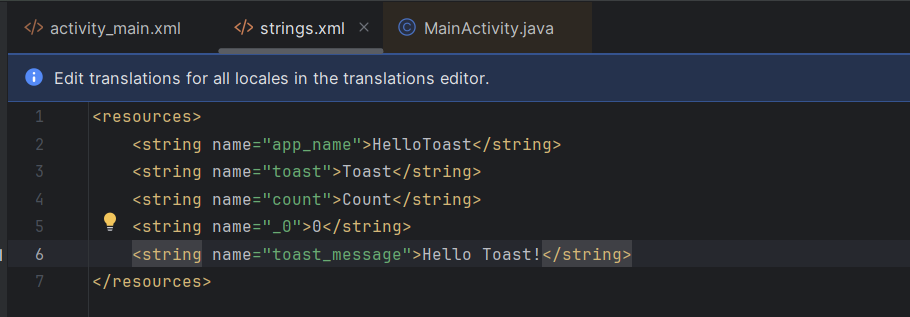 activity_main.xml strings.xml MainActivity.java
Edit translations for all locales in the translations editor.
1 <resources>
2 <string name="app_name">HelloToast</string>
3 <string name="toast">Toast</string>
4 <string name="count">Count</string>
5 <string name="_0">0</string>
6 <string name="toast_message">Hello Toast!</string>
7 </resources>